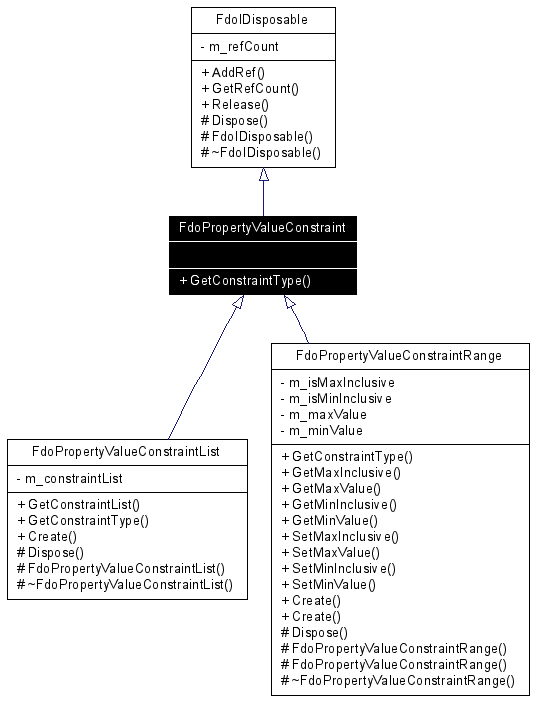 FdoIDisposable
- m_refCount
+ AddRef()
+ GetRefCount()
+ Release()
# Dispose()
# FdoIDisposable()
# ~FdoIDisposable()
FdoPropertyValueConstraint
+ GetConstraintType()
FdoPropertyValueConstraintList
- m_constraintList
+ GetConstraintList()
+ GetConstraintType()
+ Create()
# Dispose()
# FdoPropertyValueConstraintList()
# ~FdoPropertyValueConstraintList()
FdoPropertyValueConstraintRange
- m_isMaxInclusive
- m_isMinInclusive
- m_maxValue
- m_minValue
+ GetConstraintType()
+ GetMaxInclusive()
+ GetMaxValue()
+ GetMinInclusive()
+ GetMinValue()
+ SetMaxInclusive()
+ SetMaxValue()
+ SetMinInclusive()
+ SetMinValue()
+ Create()
+ Create()
# Dispose()
# FdoPropertyValueConstraintRange()
# FdoPropertyValueConstraintRange()
# ~FdoPropertyValueConstraintRange()